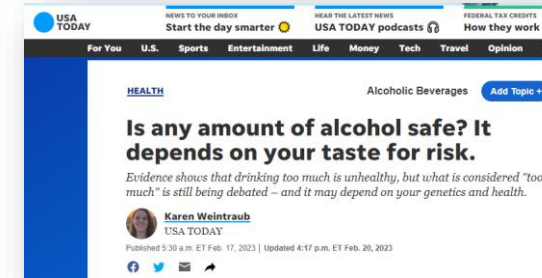 USA
TODAY
NEWS TO YOUR INBOX
Start the day smarter
HEAR THE LATEST NEWS
USA TODAY podcasts
FEDERAL TAX CREDITS
How they work
For You U.S. Sports Entertainment Life Money Tech Travel Opinion
HEALTH
Alcoholic Beverages
Add Topic +
Is any amount of alcohol safe? It
depends on your taste for risk.
Evidence shows that drinking too much is unhealthy, but what is considered "too
much" is still being debated – and it may depend on your genetics and health.
Karen Weintraub
USA TODAY
Published 5:30 a.m. ET Feb. 17, 2023 | Updated 4:17 p.m. ET Feb. 20, 2023